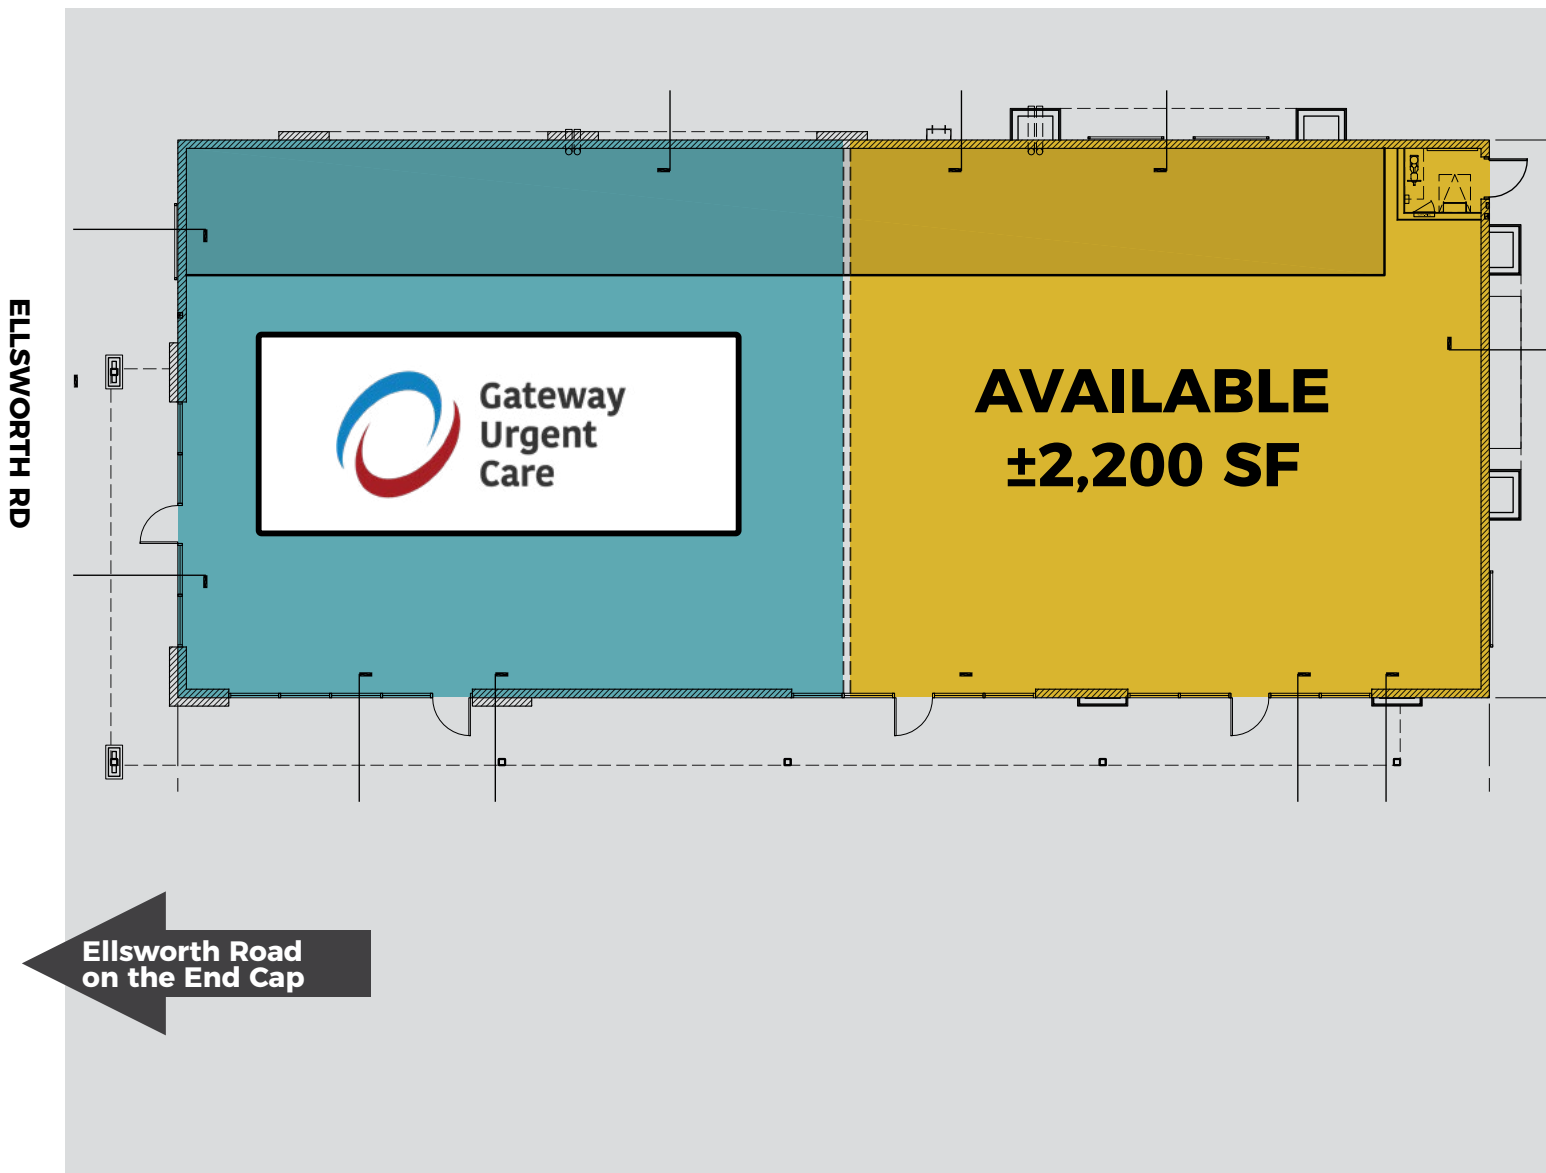 ELLSWORTH RD
Gateway
Urgent
Care
AVAILABLE
±2,200 SF
Ellsworth Road
on the End Cap